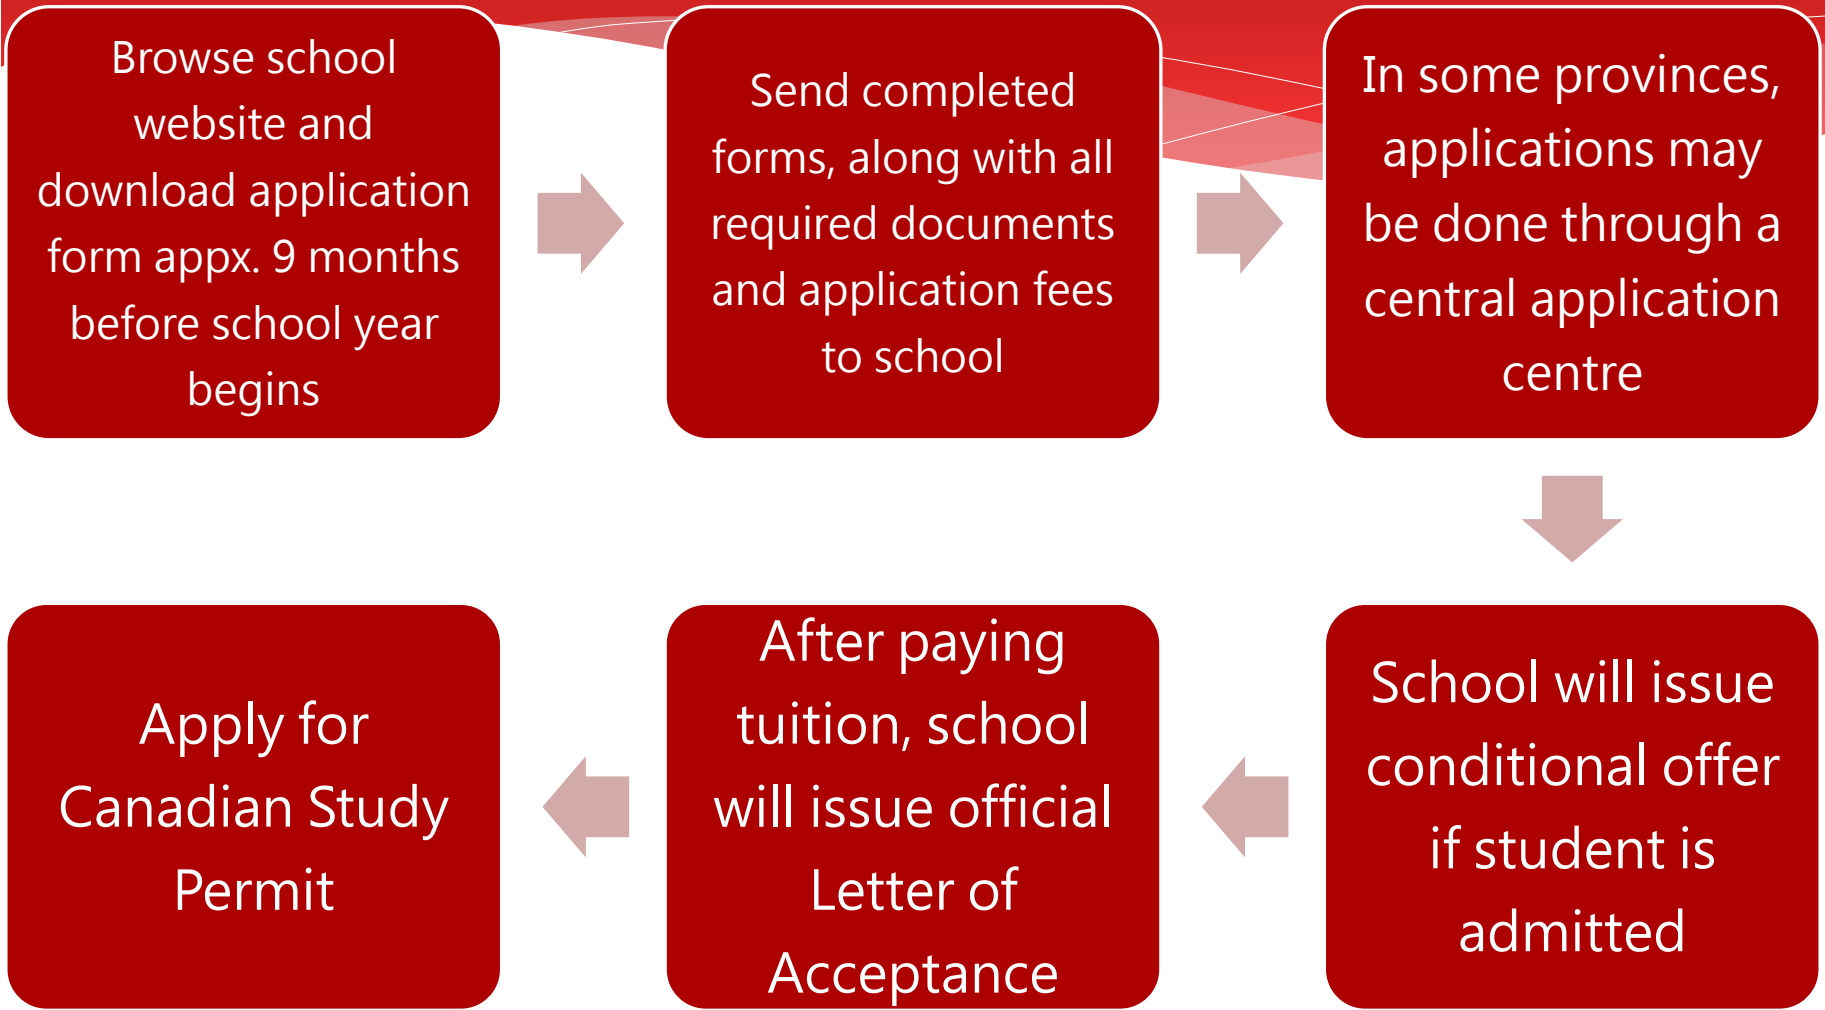 Browse school
website and
download application
form appx. 9 months
before school year
begins
Send completed
forms, along with all
required documents
and application fees
to school
In some provinces,
applications may
be done through a
central application
centre
School will issue
conditional offer
if student is
admitted
After paying
tuition, school
will issue official
Letter of
Acceptance
Apply for
Canadian Study
Permit